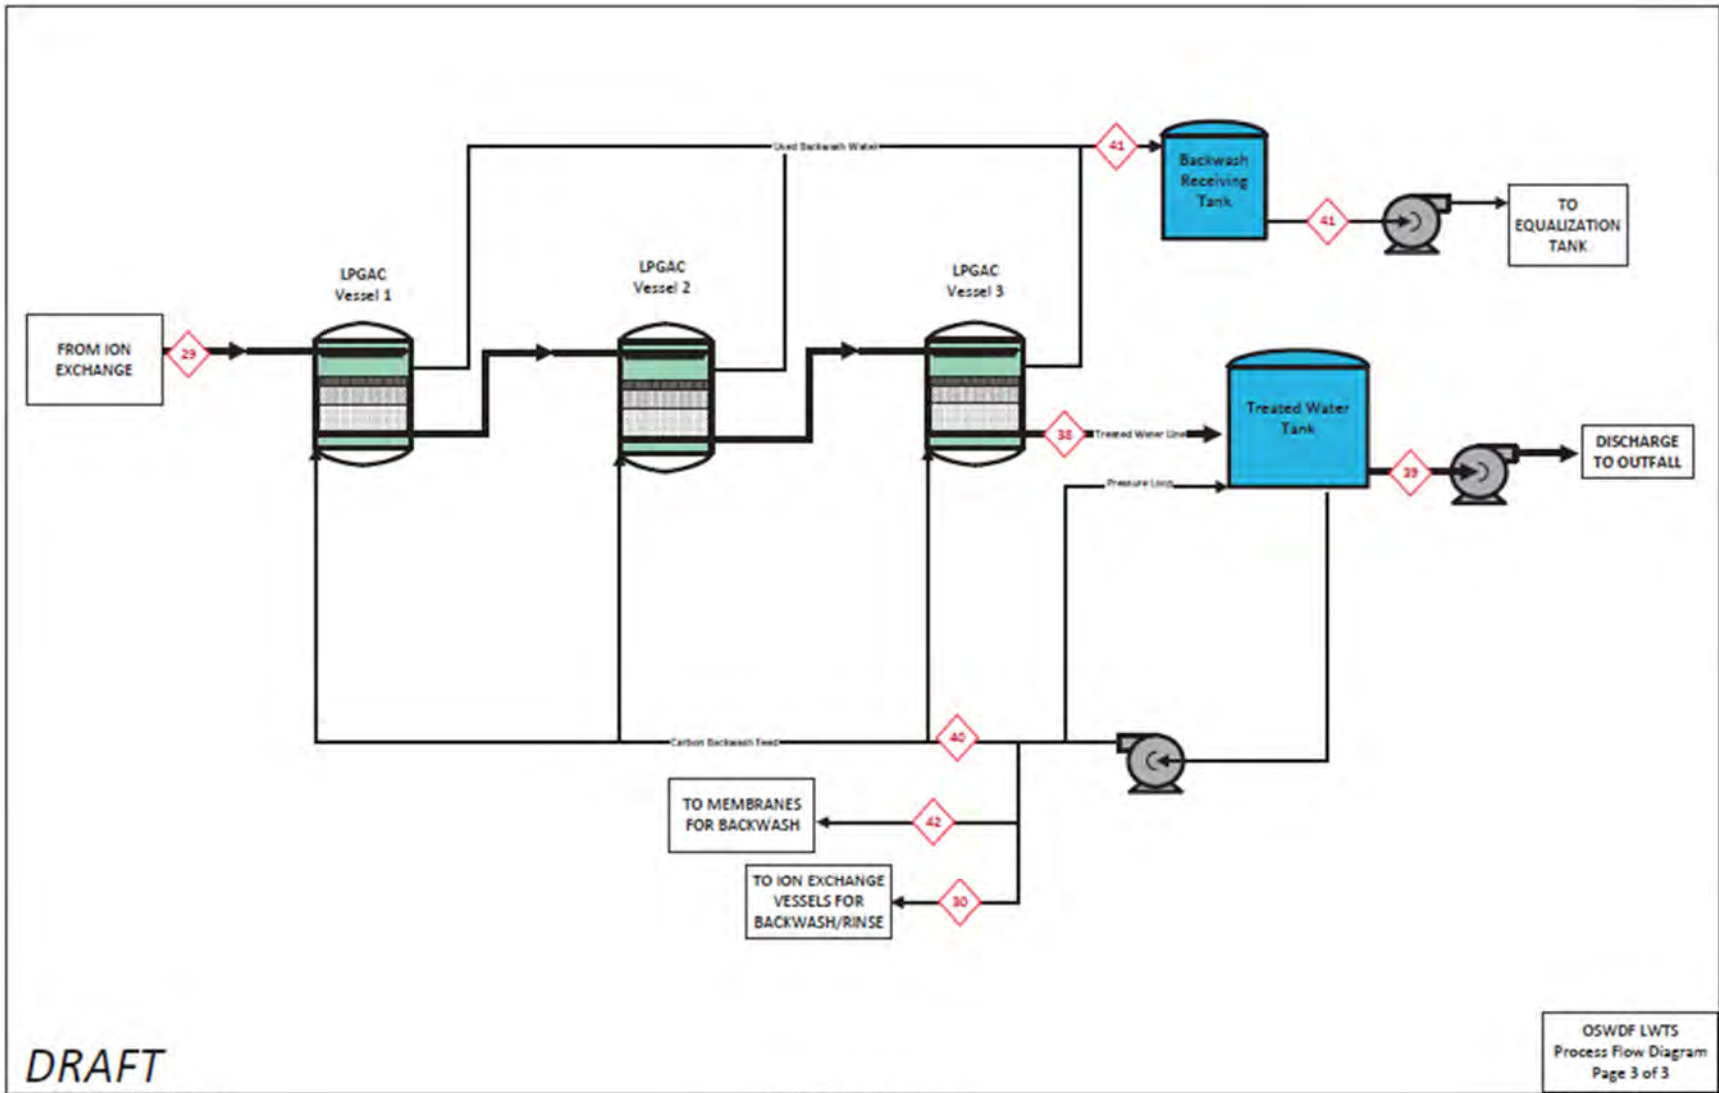 Used Backwash Water
41
Backwash
Receiving
Tank
41
TO
EQUALIZATION
TANK
LPGAC
Vessel 1
LPGAC
Vessel 2
LPGAC
Vessel 3
FROM ION
EXCHANGE
29
38
Treated Water Line
Treated Water
Tank
39
DISCHARGE
TO OUTFALL
Pressure Loop
Carbon Backwash Feed
40
TO MEMBRANES
FOR BACKWASH
42
TO ION EXCHANGE
VESSELS FOR
BACKWASH/RINSE
30
DRAFT
OSWDF LWTS
Process Flow Diagram
Page 3 of 3